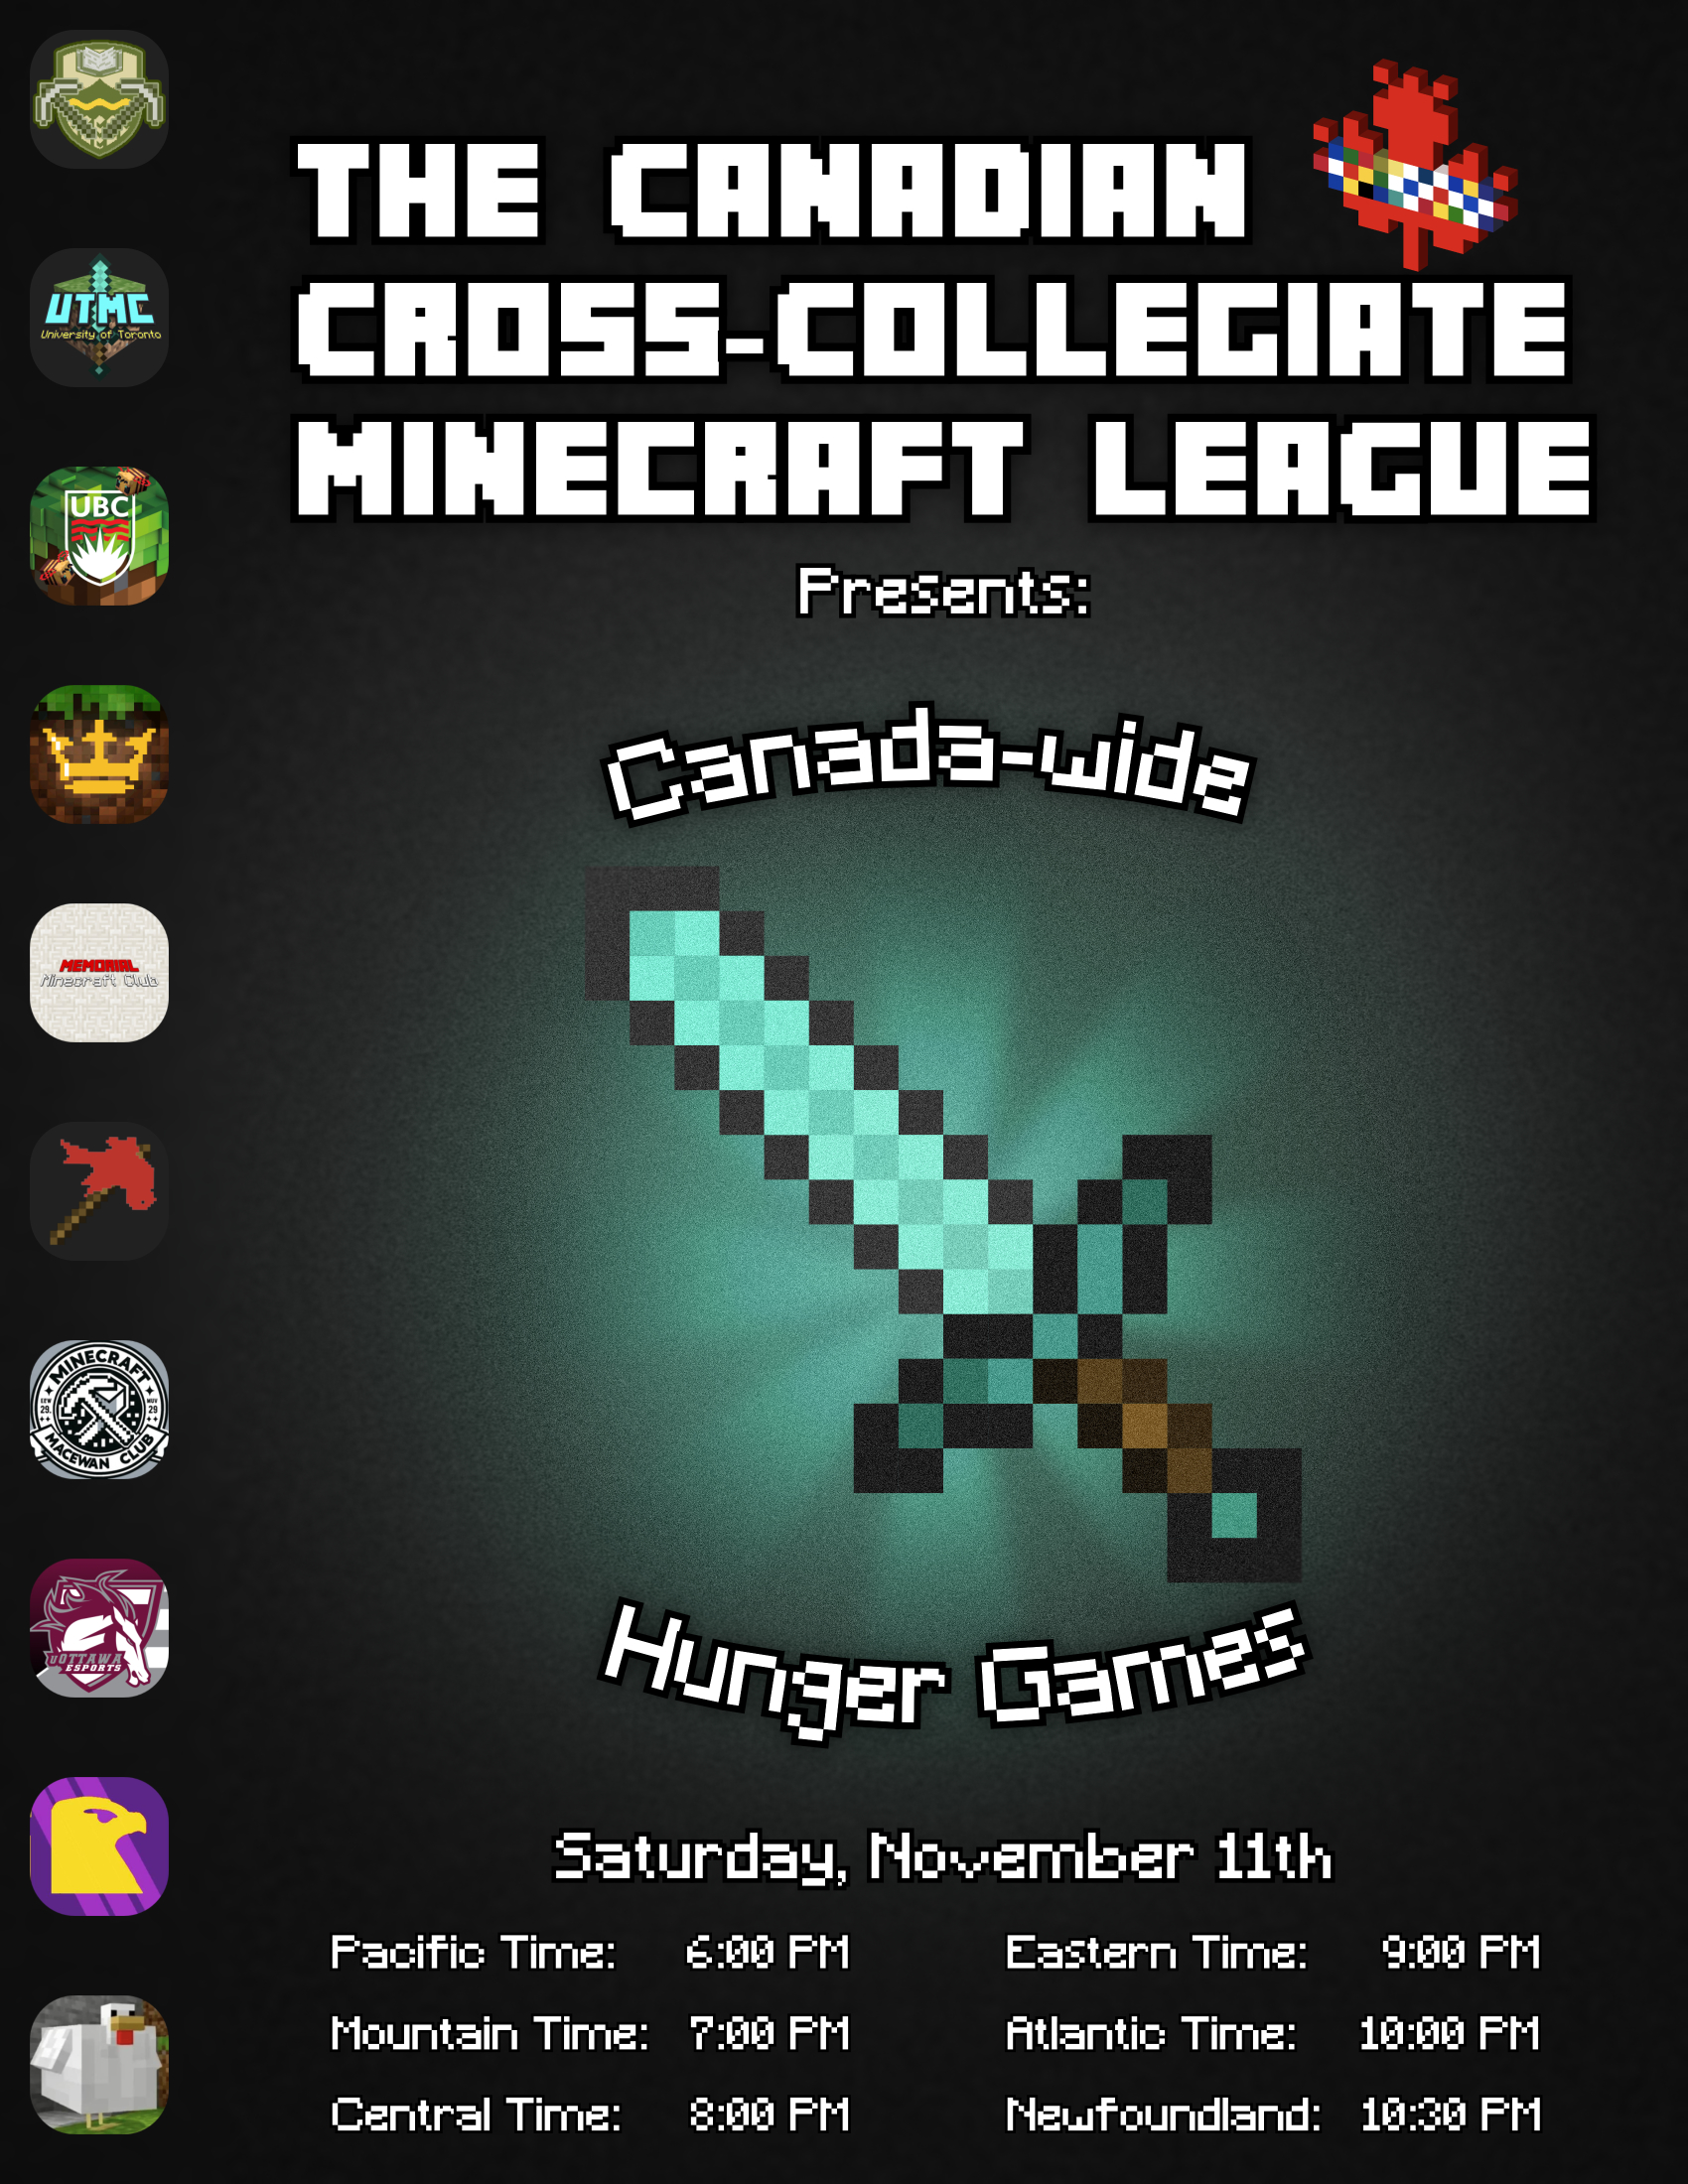 THE CANADIAN
CROSS-COLLEGIATE
MINECRAFT LEAGUE
Presents:
Canada-wide
Hunger Games
Saturday, November 11th
Pacific Time: 6:00 PM
Mountain Time: 7:00 PM
Central Time: 8:00 PM
Eastern Time: 9:00 PM
Atlantic Time: 10:00 PM
Newfoundland: 10:30 PM
UTMC
University of Toronto
UBC
MEMORIAL
Minecraft Club
MINECRAFT
29
29
MACEWAN CLUB
uOTTAWA
ESPORTS